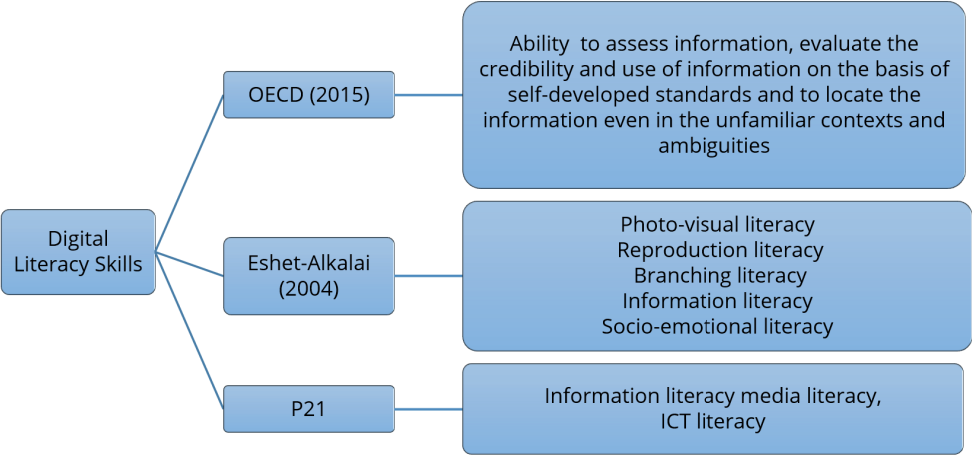 Digital
Literacy Skills
OECD (2015)
Ability to assess information, evaluate the
credibility and use of information on the basis of
self-developed standards and to locate the
information even in the unfamiliar contexts and
ambiguities
Eshet-Alkalai
(2004)
Photo-visual literacy
Reproduction literacy
Branching literacy
Information literacy
Socio-emotional literacy
P21
Information literacy media literacy,
ICT literacy